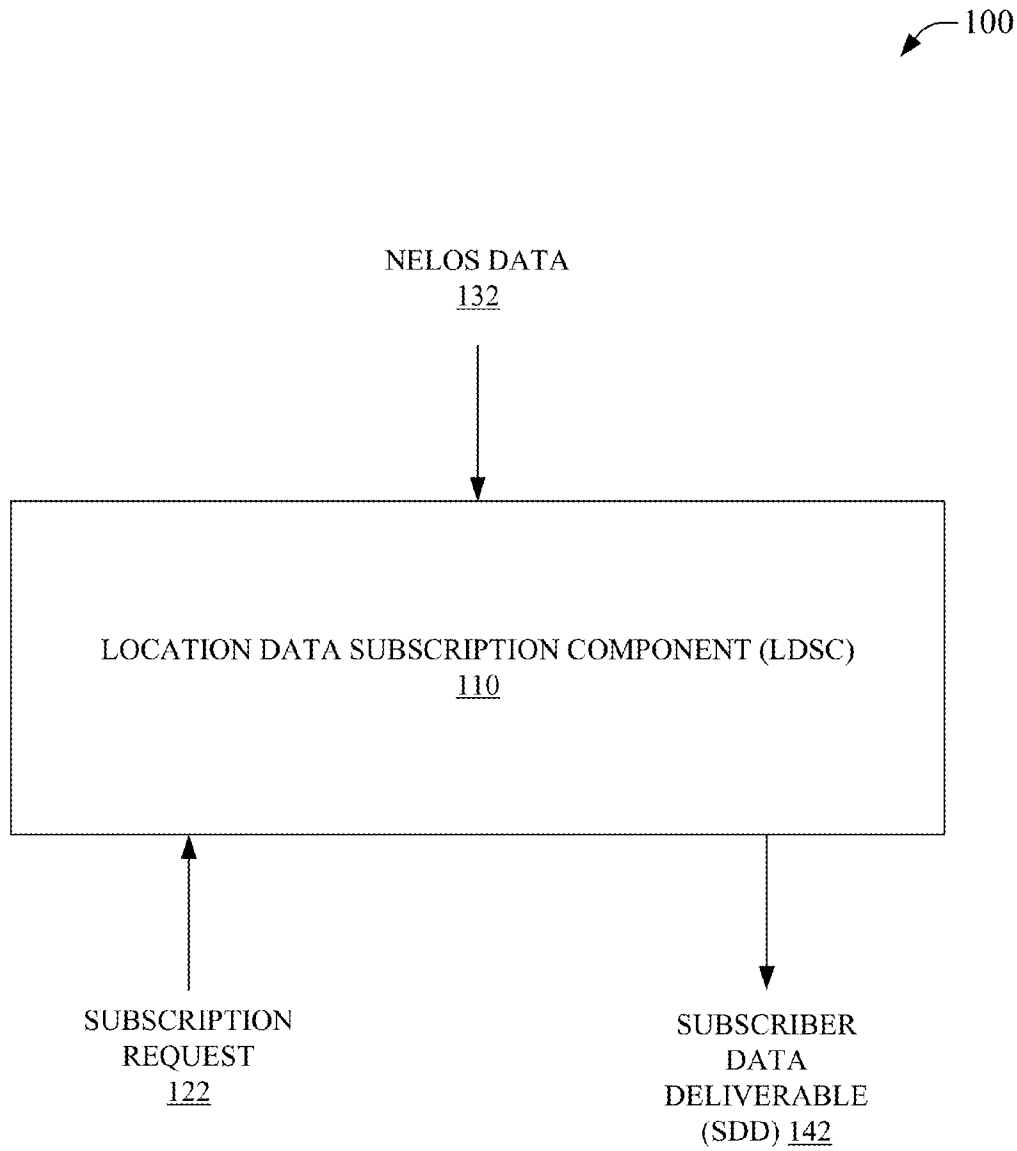 100
NELOS DATA
132
LOCATION DATA SUBSCRIPTION COMPONENT (LDSC)
110
SUBSCRIPTION
REQUEST
122
SUBSCRIBER
DATA
DELIVERABLE
(SDD) 142